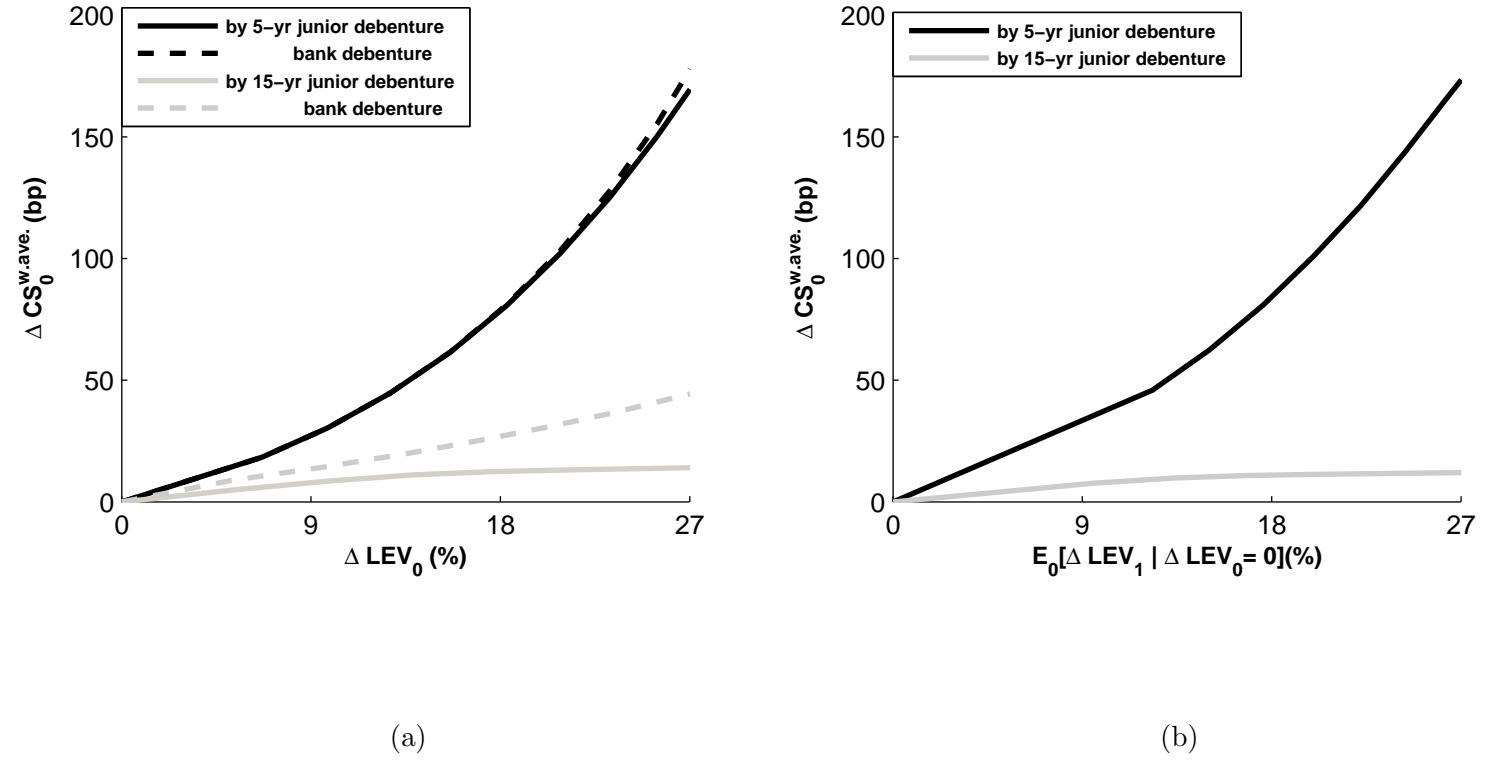 200
150
100
50
0
by 5−yr junior debenture
bank debenture
by 15−yr junior debenture
bank debenture
Δ CS0^w.ave. (bp)
0 9 18 27
Δ LEV0 (%)
(a)
200
150
100
50
0
by 5−yr junior debenture
by 15−yr junior debenture
Δ CS0^w.ave. (bp)
0 9 18 27
E0[Δ LEV1 | Δ LEV0= 0](%)
(b)